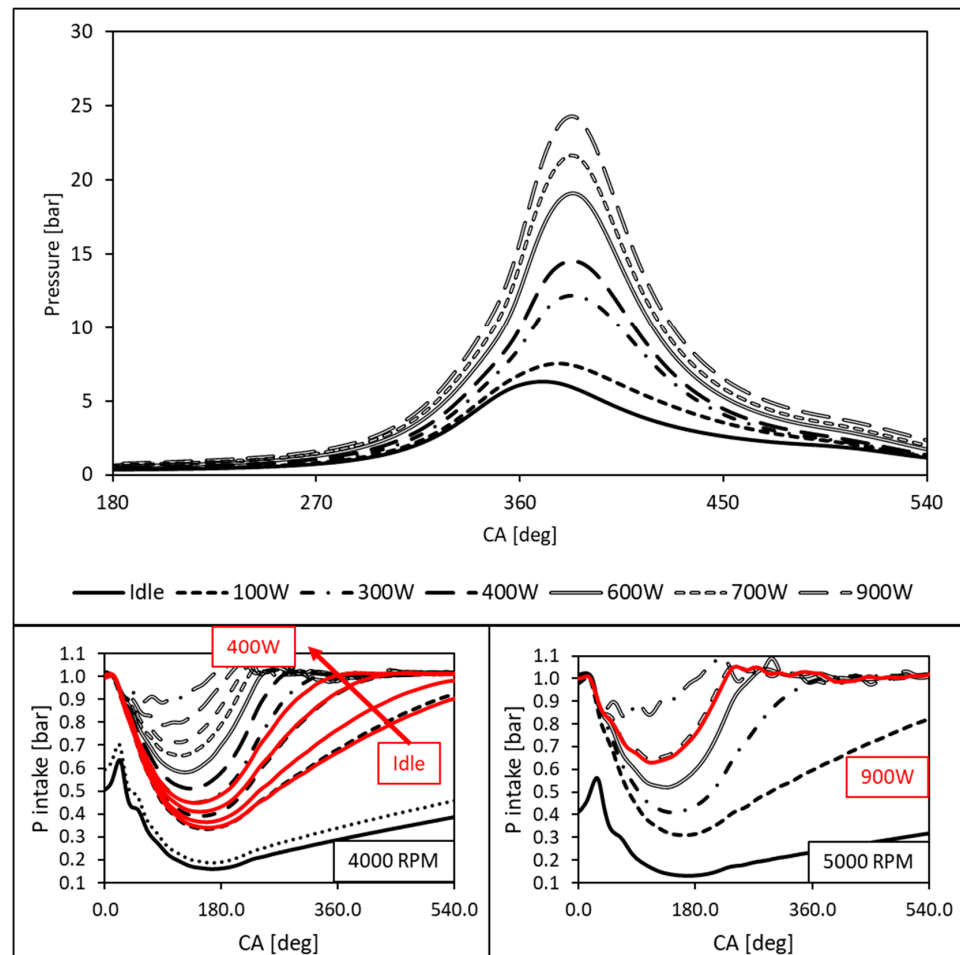 30
25
20
15
10
5
0
Pressure [bar]
180 270 360 450 540
CA [deg]
Idle 100W 300W 400W 600W 700W 900W
1.1
1.0
0.9
0.8
0.7
0.6
0.5
0.4
0.3
0.2
0.1
P intake [bar]
400W
Idle
4000 RPM
0.0 180.0 360.0 540.0
CA [deg]
1.1
1.0
0.9
0.8
0.7
0.6
0.5
0.4
0.3
0.2
0.1
P intake [bar]
900W
5000 RPM
0.0 180.0 360.0 540.0
CA [deg]